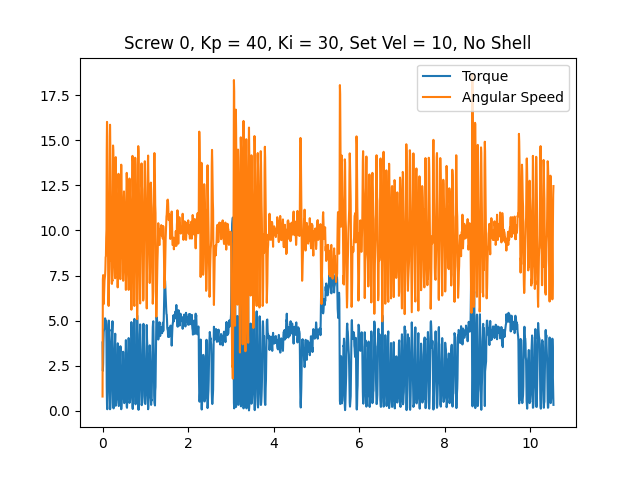 Screw 0, Kp = 40, Ki = 30, Set Vel = 10, No Shell
Torque
Angular Speed
17.5
15.0
12.5
10.0
7.5
5.0
2.5
0.0
0 2 4 6 8 10